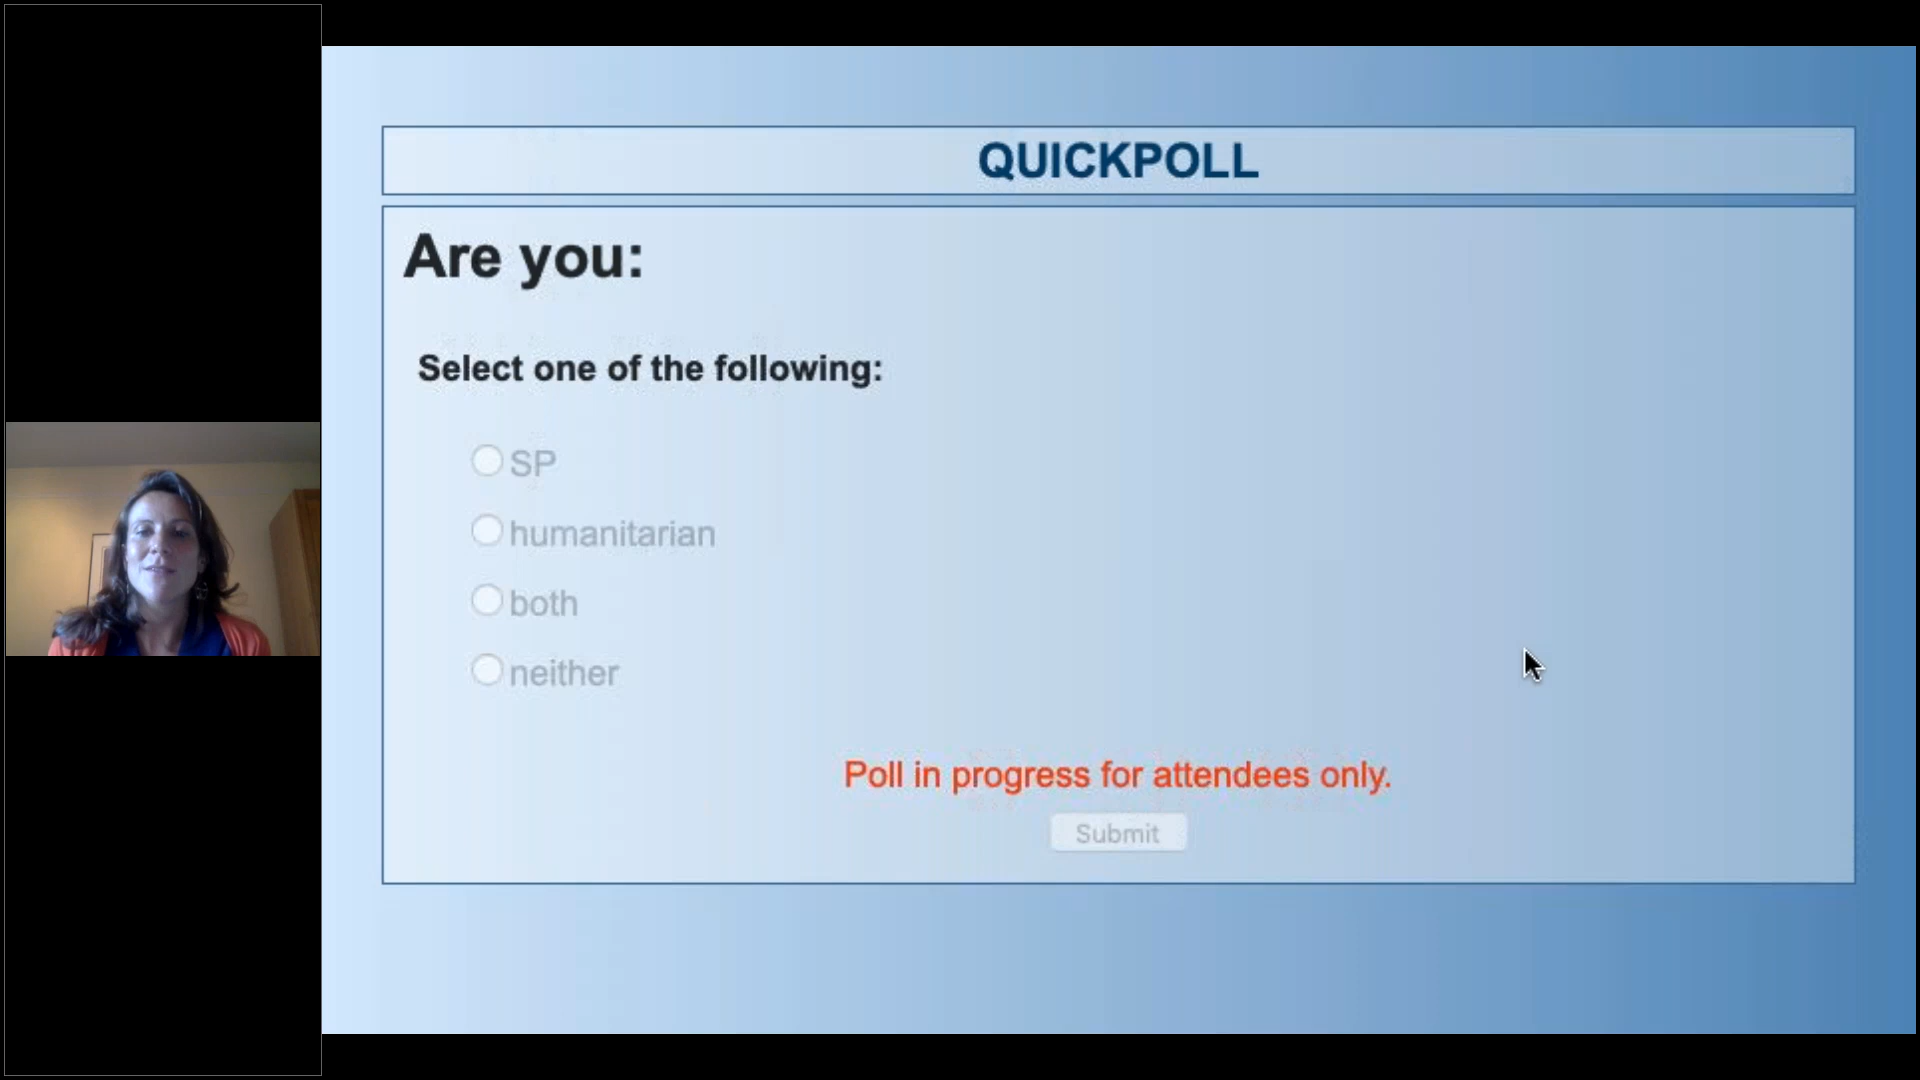 QUICKPOLL
Are you:
Select one of the following:
SP
humanitarian
both
neither
Poll in progress for attendees only.
Submit